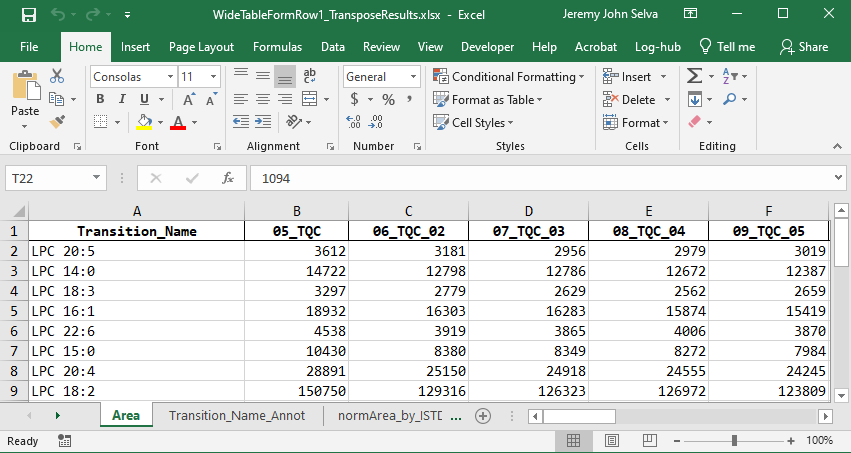 WideTableFormRow1_TransposeResults.xlsx - Excel Jeremy John Selva
File Home Insert Page Layout Formulas Data Review View Developer Help Acrobat Log-hub Tell me Share
Paste Consolas 11 General Conditional Formatting Insert
B I U A A ab c $ % , Format as Table Delete
A .00 .0 Cell Styles Format
Clipboard Font Alignment Number Styles Cells Editing
T22 fx 1094
A B C D E F
1 Transition_Name 05_TQC 06_TQC_02 07_TQC_03 08_TQC_04 09_TQC_05
2 LPC 20:5 3612 3181 2956 2979 3019
3 LPC 14:0 14722 12798 12786 12672 12387
4 LPC 18:3 3297 2779 2629 2562 2659
5 LPC 16:1 18932 16303 16283 15874 15419
6 LPC 22:6 4538 3919 3865 4006 3870
7 LPC 15:0 10430 8380 8349 8272 7984
8 LPC 20:4 28891 25150 24918 24555 24245
9 LPC 18:2 150750 129316 126323 126972 123809
Area Transition_Name_Annot normArea_by_ISTD ...
Ready 100%